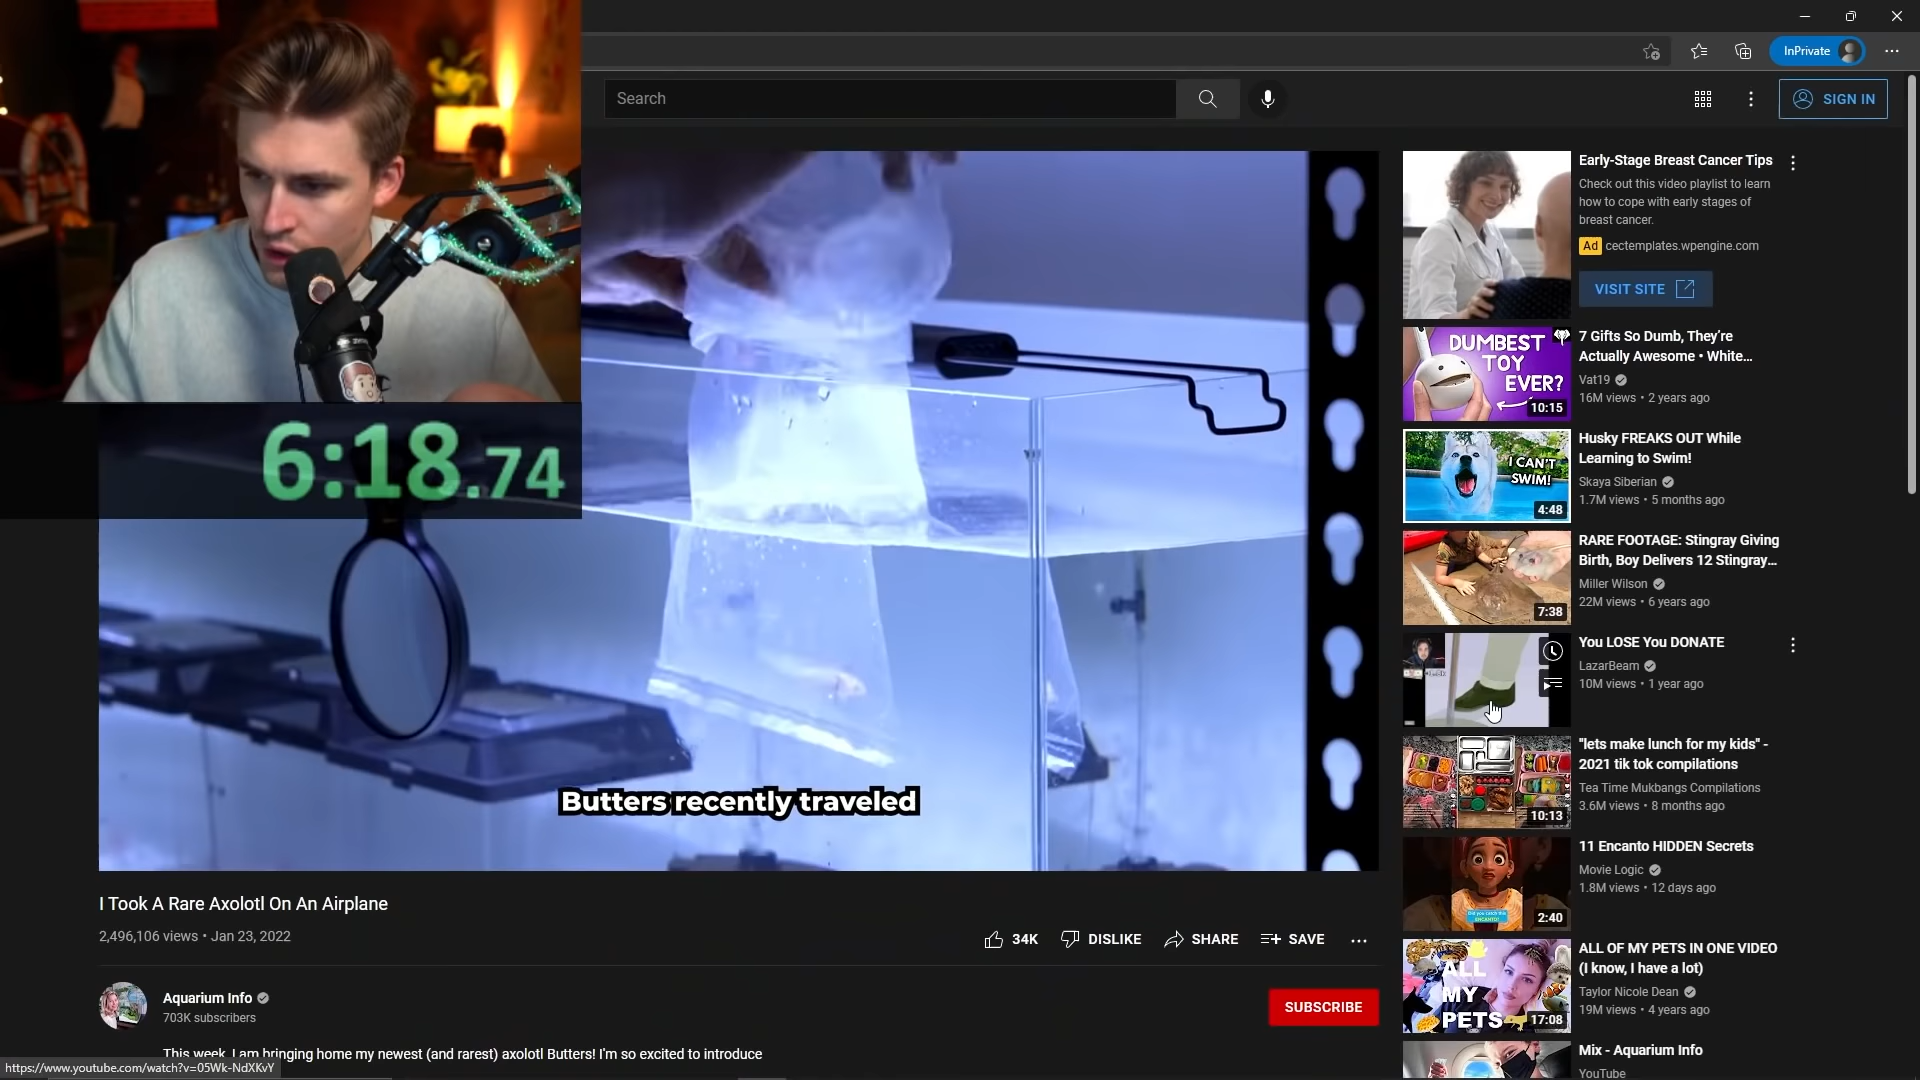 InPrivate
Search
SIGN IN
6:18.74
Butters recently traveled
I Took A Rare Axolotl On An Airplane
2,496,106 views • Jan 23, 2022
34K
DISLIKE
SHARE
SAVE
Aquarium Info
703K subscribers
SUBSCRIBE
This week, I am bringing home my newest (and rarest) axolotl Butters! I'm so excited to introduce
https://www.youtube.com/watch?v=05Wk-NdXKvY
Early-Stage Breast Cancer Tips
Check out this video playlist to learn
how to cope with early stages of
breast cancer.
Ad cectemplates.wpengine.com
VISIT SITE
DUMBEST
TOY
EVER?
10:15
7 Gifts So Dumb, They're
Actually Awesome • White...
Vat19
16M views • 2 years ago
I CAN'T
SWIM!
4:48
Husky FREAKS OUT While
Learning to Swim!
Skaya Siberian
1.7M views • 5 months ago
7:38
RARE FOOTAGE: Stingray Giving
Birth, Boy Delivers 12 Stingray...
Miller Wilson
22M views • 6 years ago
You LOSE You DONATE
LazarBeam
10M views • 1 year ago
10:13
"lets make lunch for my kids" -
2021 tik tok compilations
Tea Time Mukbangs Compilations
3.6M views • 8 months ago
2:40
11 Encanto HIDDEN Secrets
Movie Logic
1.8M views • 12 days ago
ALL
MY
PETS
17:08
ALL OF MY PETS IN ONE VIDEO
(I know, I have a lot)
Taylor Nicole Dean
19M views • 4 years ago
Mix - Aquarium Info
YouTube